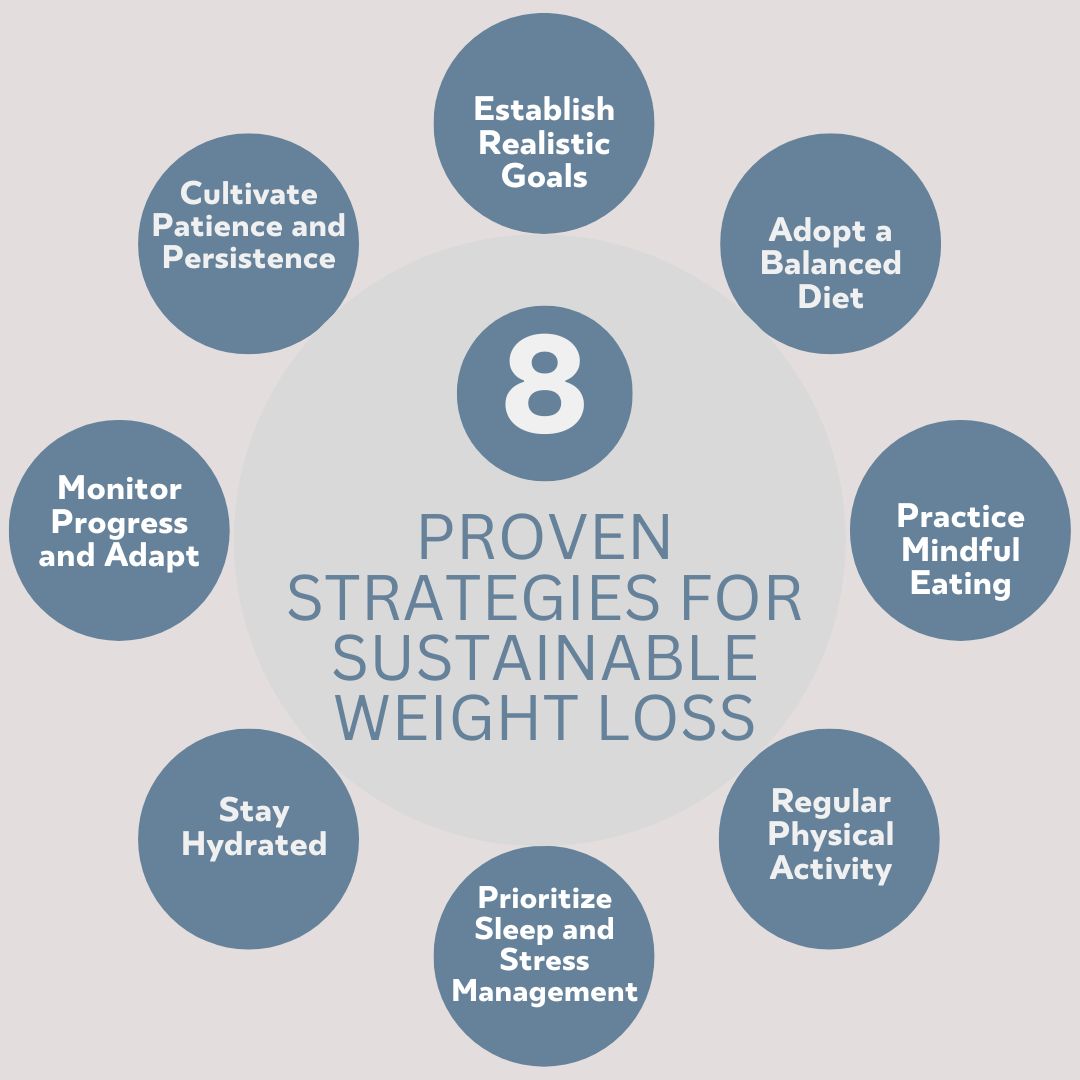 8
PROVEN
STRATEGIES FOR
SUSTAINABLE
WEIGHT LOSS
Establish
Realistic
Goals
Adopt a
Balanced
Diet
Practice
Mindful
Eating
Regular
Physical
Activity
Prioritize
Sleep and
Stress
Management
Stay
Hydrated
Monitor
Progress
and Adapt
Cultivate
Patience and
Persistence